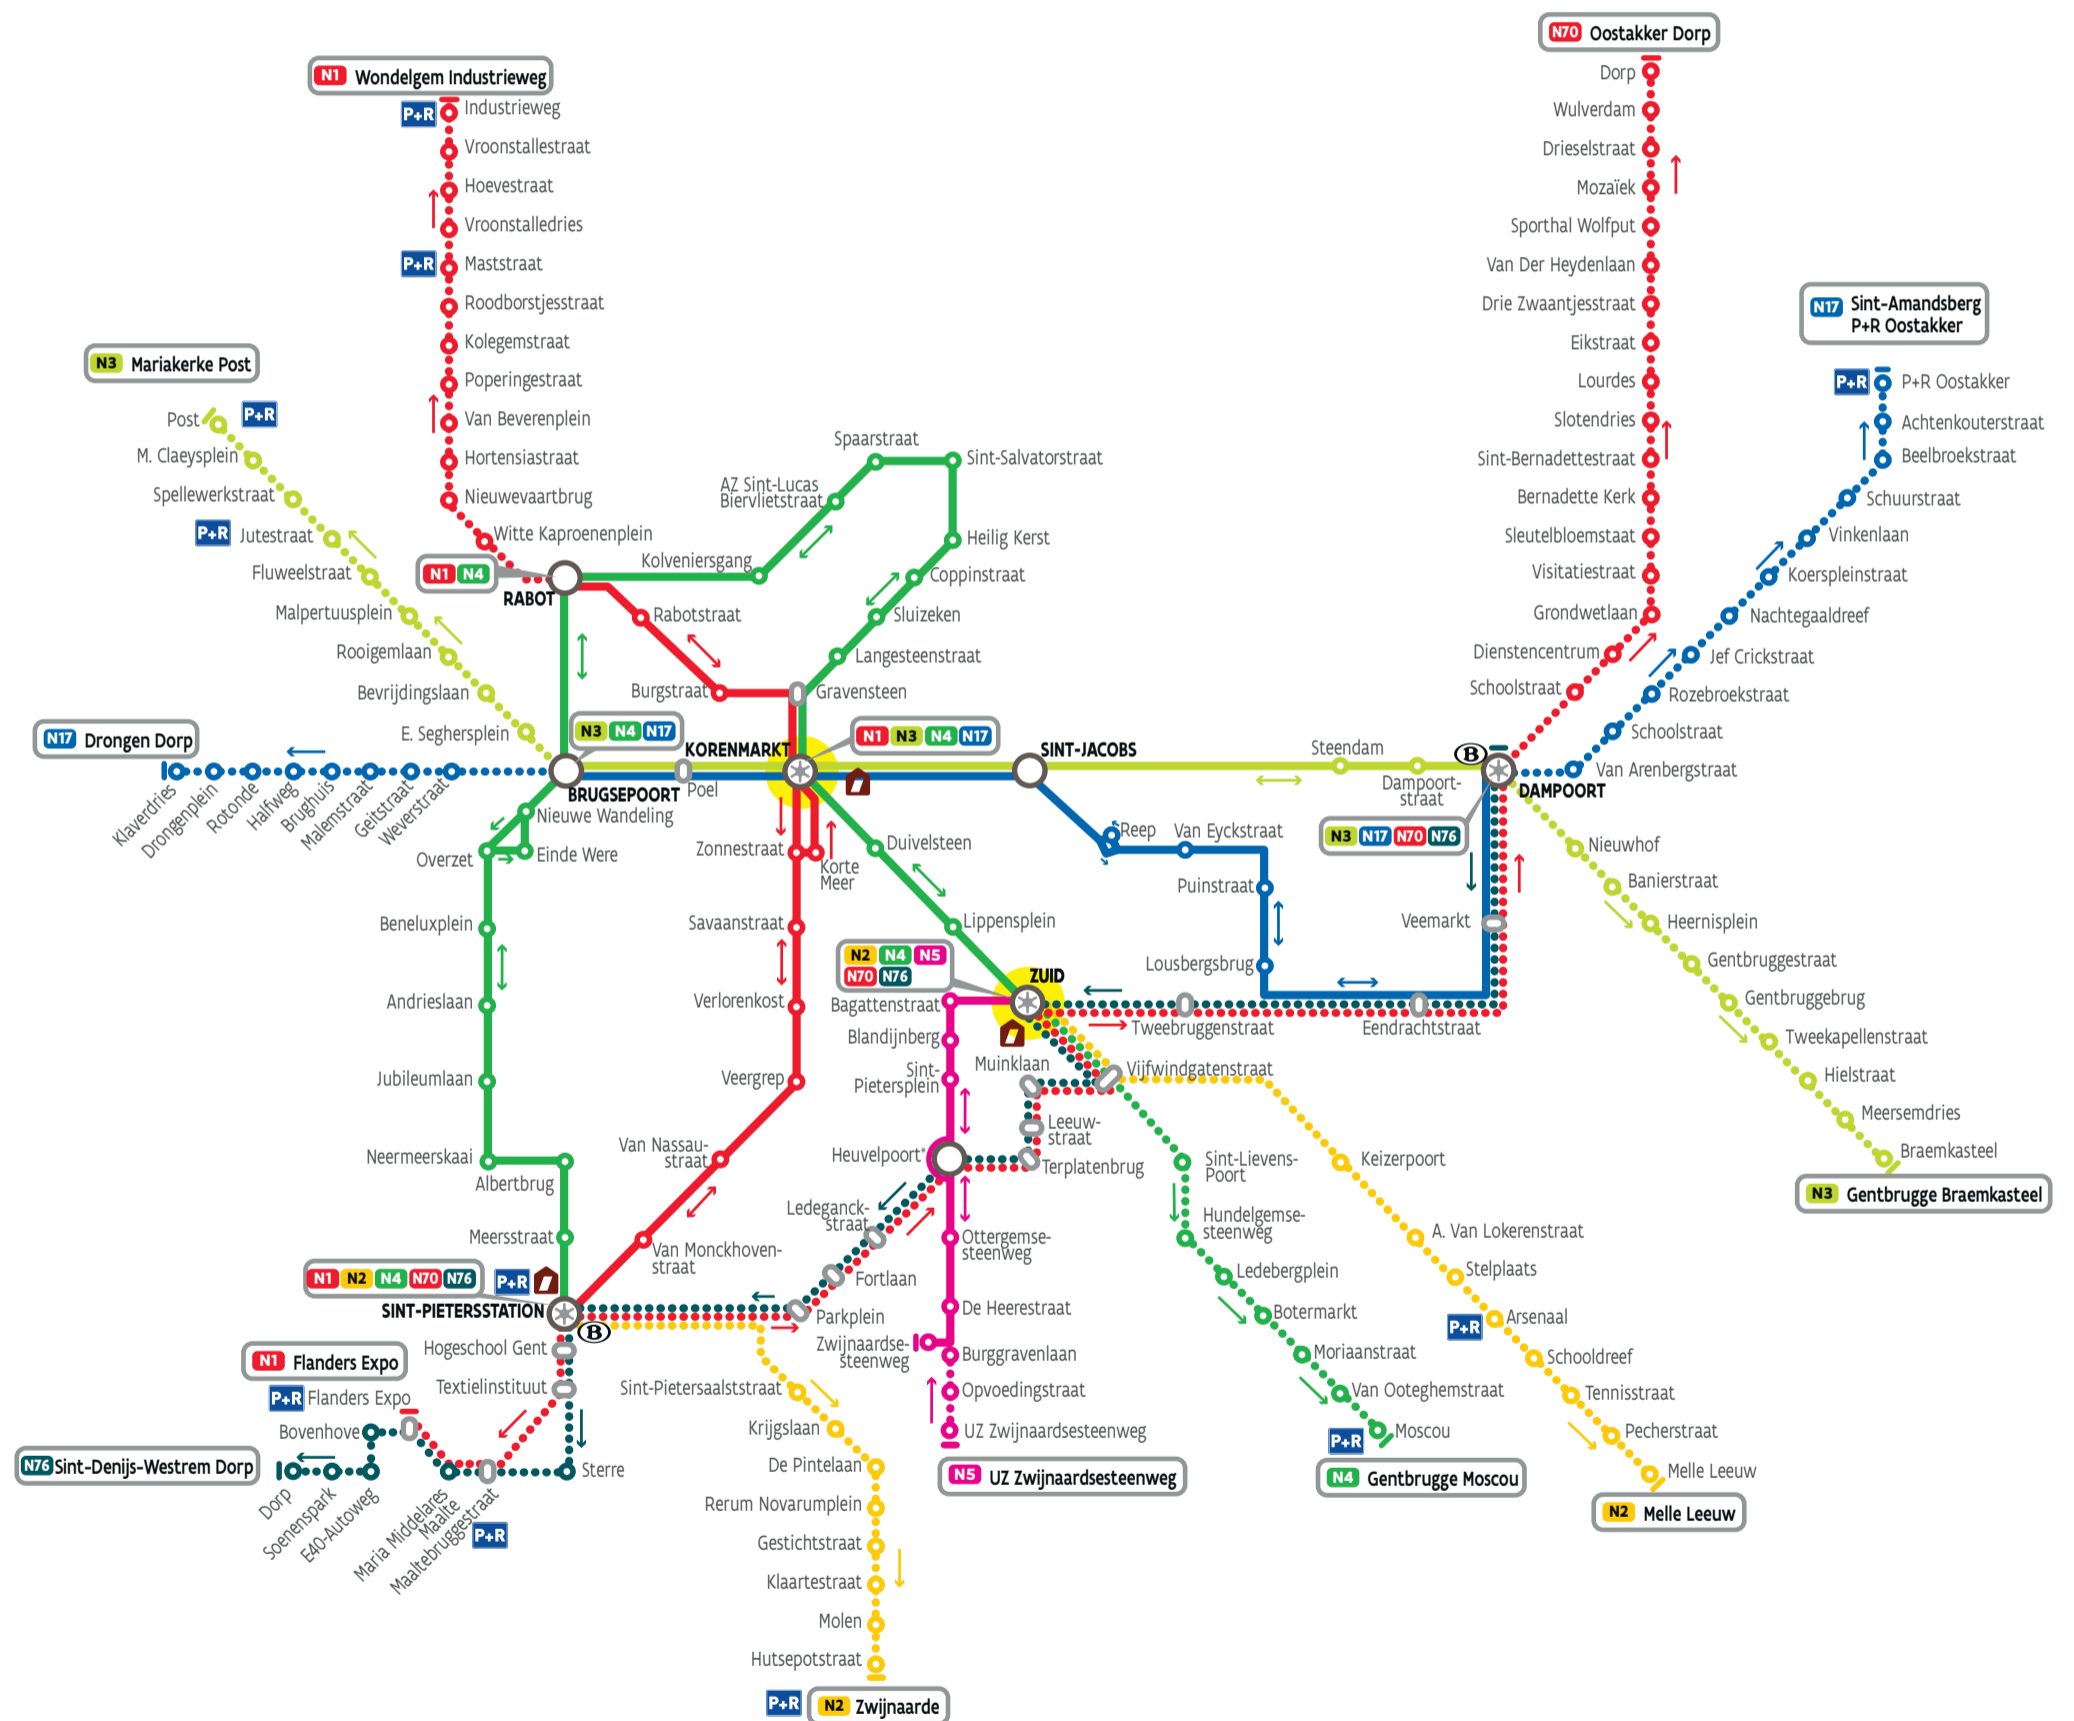 N70 Oostakker Dorp
Dorp
Wulverdam
Drieselstraat
Mozaïek
Sporthal Wolfput
Van Der Heydenlaan
Drie Zwaantjesstraat
Eikstraat
Lourdes
Slotendries
Sint-Bernadettestraat
Bernadette Kerk
Sleutelbloemstaat
Visitatiestraat
Grondwetlaan
Dienstencentrum
Schoolstraat
N1 Wondelgem Industrieweg
P+R
Industrieweg
Vroonstallestraat
Hoevestraat
Vroonstalledries
P+R
Maststraat
Roodborstjesstraat
Kolegemstraat
Poperingestraat
Van Beverenplein
Hortensiastraat
Nieuwevaartbrug
Witte Kaproenenplein
N1 N4
RABOT
N17 Sint-Amandsberg
P+R Oostakker
P+R
P+R Oostakker
Achtenkouterstraat
Beelbroekstraat
Schuurstraat
Vinkenlaan
Koerspleinstraat
Nachtegaaldreef
Jef Crickstraat
Rozebroekstraat
Schoolstraat
Van Arenbergstraat
N3 Mariakerke Post
Post
P+R
M. Claeysplein
Spellewerkstraat
P+R
Jutestraat
Fluweelstraat
Malpertuusplein
Rooigemlaan
Bevrijdingslaan
E. Seghersplein
Spaarstraat
Sint-Salvatorstraat
AZ Sint-Lucas
Biervlietstraat
Kolveniersgang
Heilig Kerst
Coppinstraat
Sluizeken
Langesteenstraat
Gravensteen
Rabotstraat
Burgstraat
N17 Drongen Dorp
Klaverdries
Drongenplein
Rotonde
Halfweg
Brughuis
Malemstraat
Geitstraat
Weverstraat
N3 N4 N17
BRUGSEPOORT
Poel
KORENMARKT
N1 N3 N4 N17
SINT-JACOBS
Steendam
Dampoort-
straat
B
DAMPOORT
N3 N17 N70 N76
Nieuwe Wandeling
Einde Were
Overzet
Beneluxplein
Andrieslaan
Jubileumlaan
Neermeerskaai
Albertbrug
Meersstraat
Zonnestraat
Korte
Meer
Savaanstraat
Verlorenkost
Veergrep
Van Nassau-
straat
Van Monckhoven-
straat
Duivelsteen
Lippensplein
Reep
Van Eyckstraat
Puinstraat
Lousbergsbrug
Veemarkt
N2 N4 N5
N70 N76
ZUID
Tweebruggenstraat
Eendrachtstraat
Nieuwhof
Banierstraat
Heernisplein
Gentbruggestraat
Gentbruggebrug
Tweekapellenstraat
Hielstraat
Meersemdries
Braemkasteel
N3 Gentbrugge Braemkasteel
Bagattenstraat
Blandijnberg
Sint-
Pietersplein
Heuvelpoort*
Muinklaan
Vijfwindgatenstraat
Leeuw-
straat
Terplatenbrug
Ledeganck-
straat
Fortlaan
Parkplein
Ottergemse-
steenweg
De Heerestraat
Zwijnaardse-
steenweg
Burggravenlaan
Opvoedingstraat
UZ Zwijnaardsesteenweg
N5 UZ Zwijnaardsesteenweg
Sint-Lievens-
Poort
Hundelgemse-
steenweg
Ledebergplein
Botermarkt
Moriaanstraat
Van Ooteghemstraat
P+R
Moscou
N4 Gentbrugge Moscou
Keizerpoort
A. Van Lokerenstraat
Stelplaats
P+R
Arsenaal
Schooldreef
Tennisstraat
Pecherstraat
Melle Leeuw
N2 Melle Leeuw
N1 N2 N4 N70 N76
P+R
SINT-PIETERSSTATION
B
Hogeschool Gent
Textielinstituut
N1 Flanders Expo
P+R
Flanders Expo
Bovenhove
N76 Sint-Denijs-Westrem Dorp
Dorp
Soenenspark
E40-Autoweg
Maria Middelares
Maalte
Maaltebruggestraat
P+R
Sterre
Sint-Pietersaalststraat
Krijgslaan
De Pintelaan
Rerum Novarumplein
Gestichtstraat
Klaartestraat
Molen
Hutsepotstraat
P+R
N2 Zwijnaarde